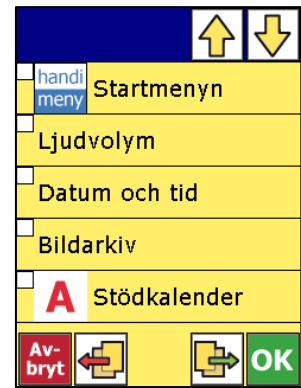 handi
meny
Startmenyn
Ljudvolym
Datum och tid
Bildarkiv
A
Stödkalender
Av-
bryt
OK